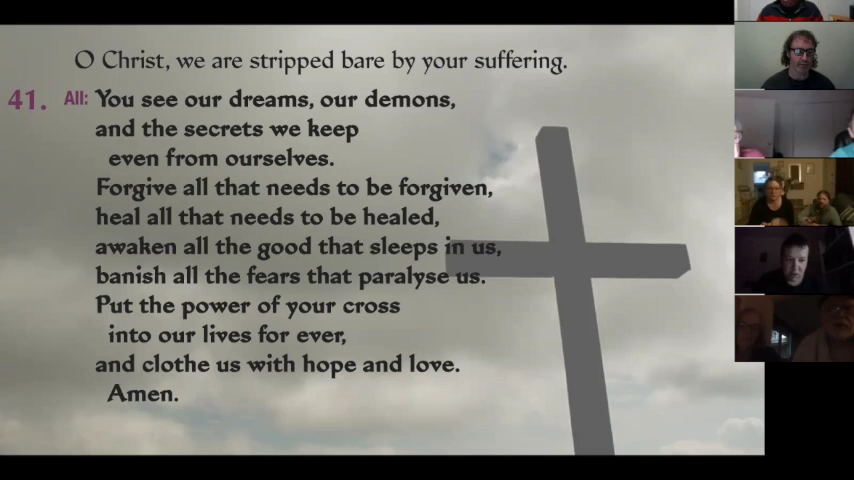 O Christ, we are stripped bare by your suffering.
41. All: You see our dreams, our demons,
and the secrets we keep
even from ourselves.
Forgive all that needs to be forgiven,
heal all that needs to be healed,
awaken all the good that sleeps in us,
banish all the fears that paralyse us.
Put the power of your cross
into our lives for ever,
and clothe us with hope and love.
Amen.